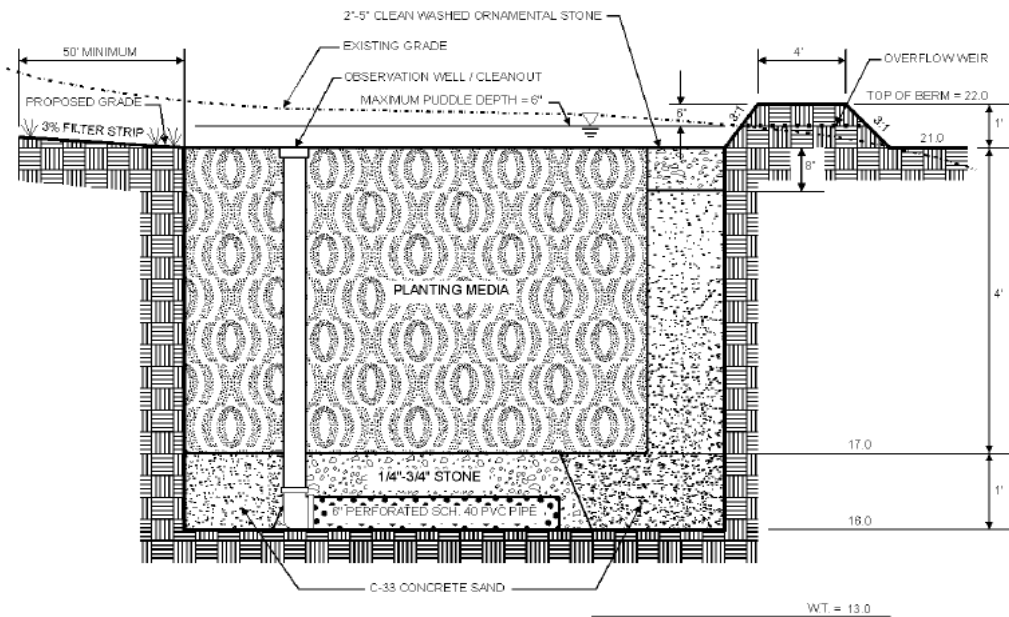 2"-5" CLEAN WASHED ORNAMENTAL STONE
50' MINIMUM
EXISTING GRADE
4'
OVERFLOW WEIR
OBSERVATION WELL / CLEANOUT
PROPOSED GRADE
MAXIMUM PUDDLE DEPTH = 6"
TOP OF BERM = 22.0
3% FILTER STRIP
6"
3:1
3:1
1'
21.0
8"
PLANTING MEDIA
4'
17.0
1/4"-3/4" STONE
6" PERFORATED SCH. 40 PVC PIPE
1'
16.0
C-33 CONCRETE SAND
W.T. = 13.0